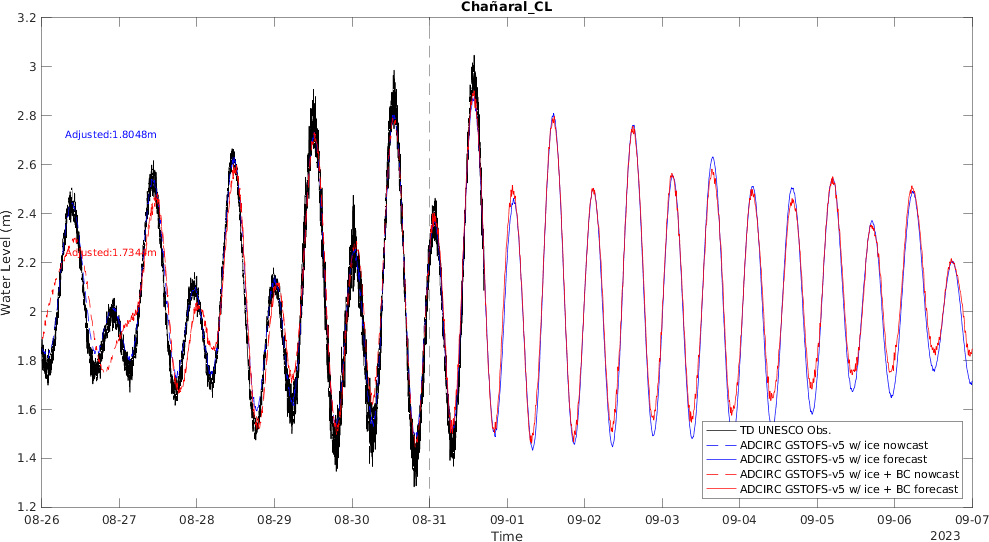 Chañaral_CL
3.2
3
2.8
2.6
2.4
2.2
2
1.8
1.6
1.4
1.2
Water Level (m)
Adjusted:1.8048m
Adjusted:1.7348m
TD UNESCO Obs.
ADCIRC GSTOFS-v5 w/ ice nowcast
ADCIRC GSTOFS-v5 w/ ice forecast
ADCIRC GSTOFS-v5 w/ ice + BC nowcast
ADCIRC GSTOFS-v5 w/ ice + BC forecast
08-26 08-27 08-28 08-29 08-30 08-31 09-01 09-02 09-03 09-04 09-05 09-06 09-07
Time
2023